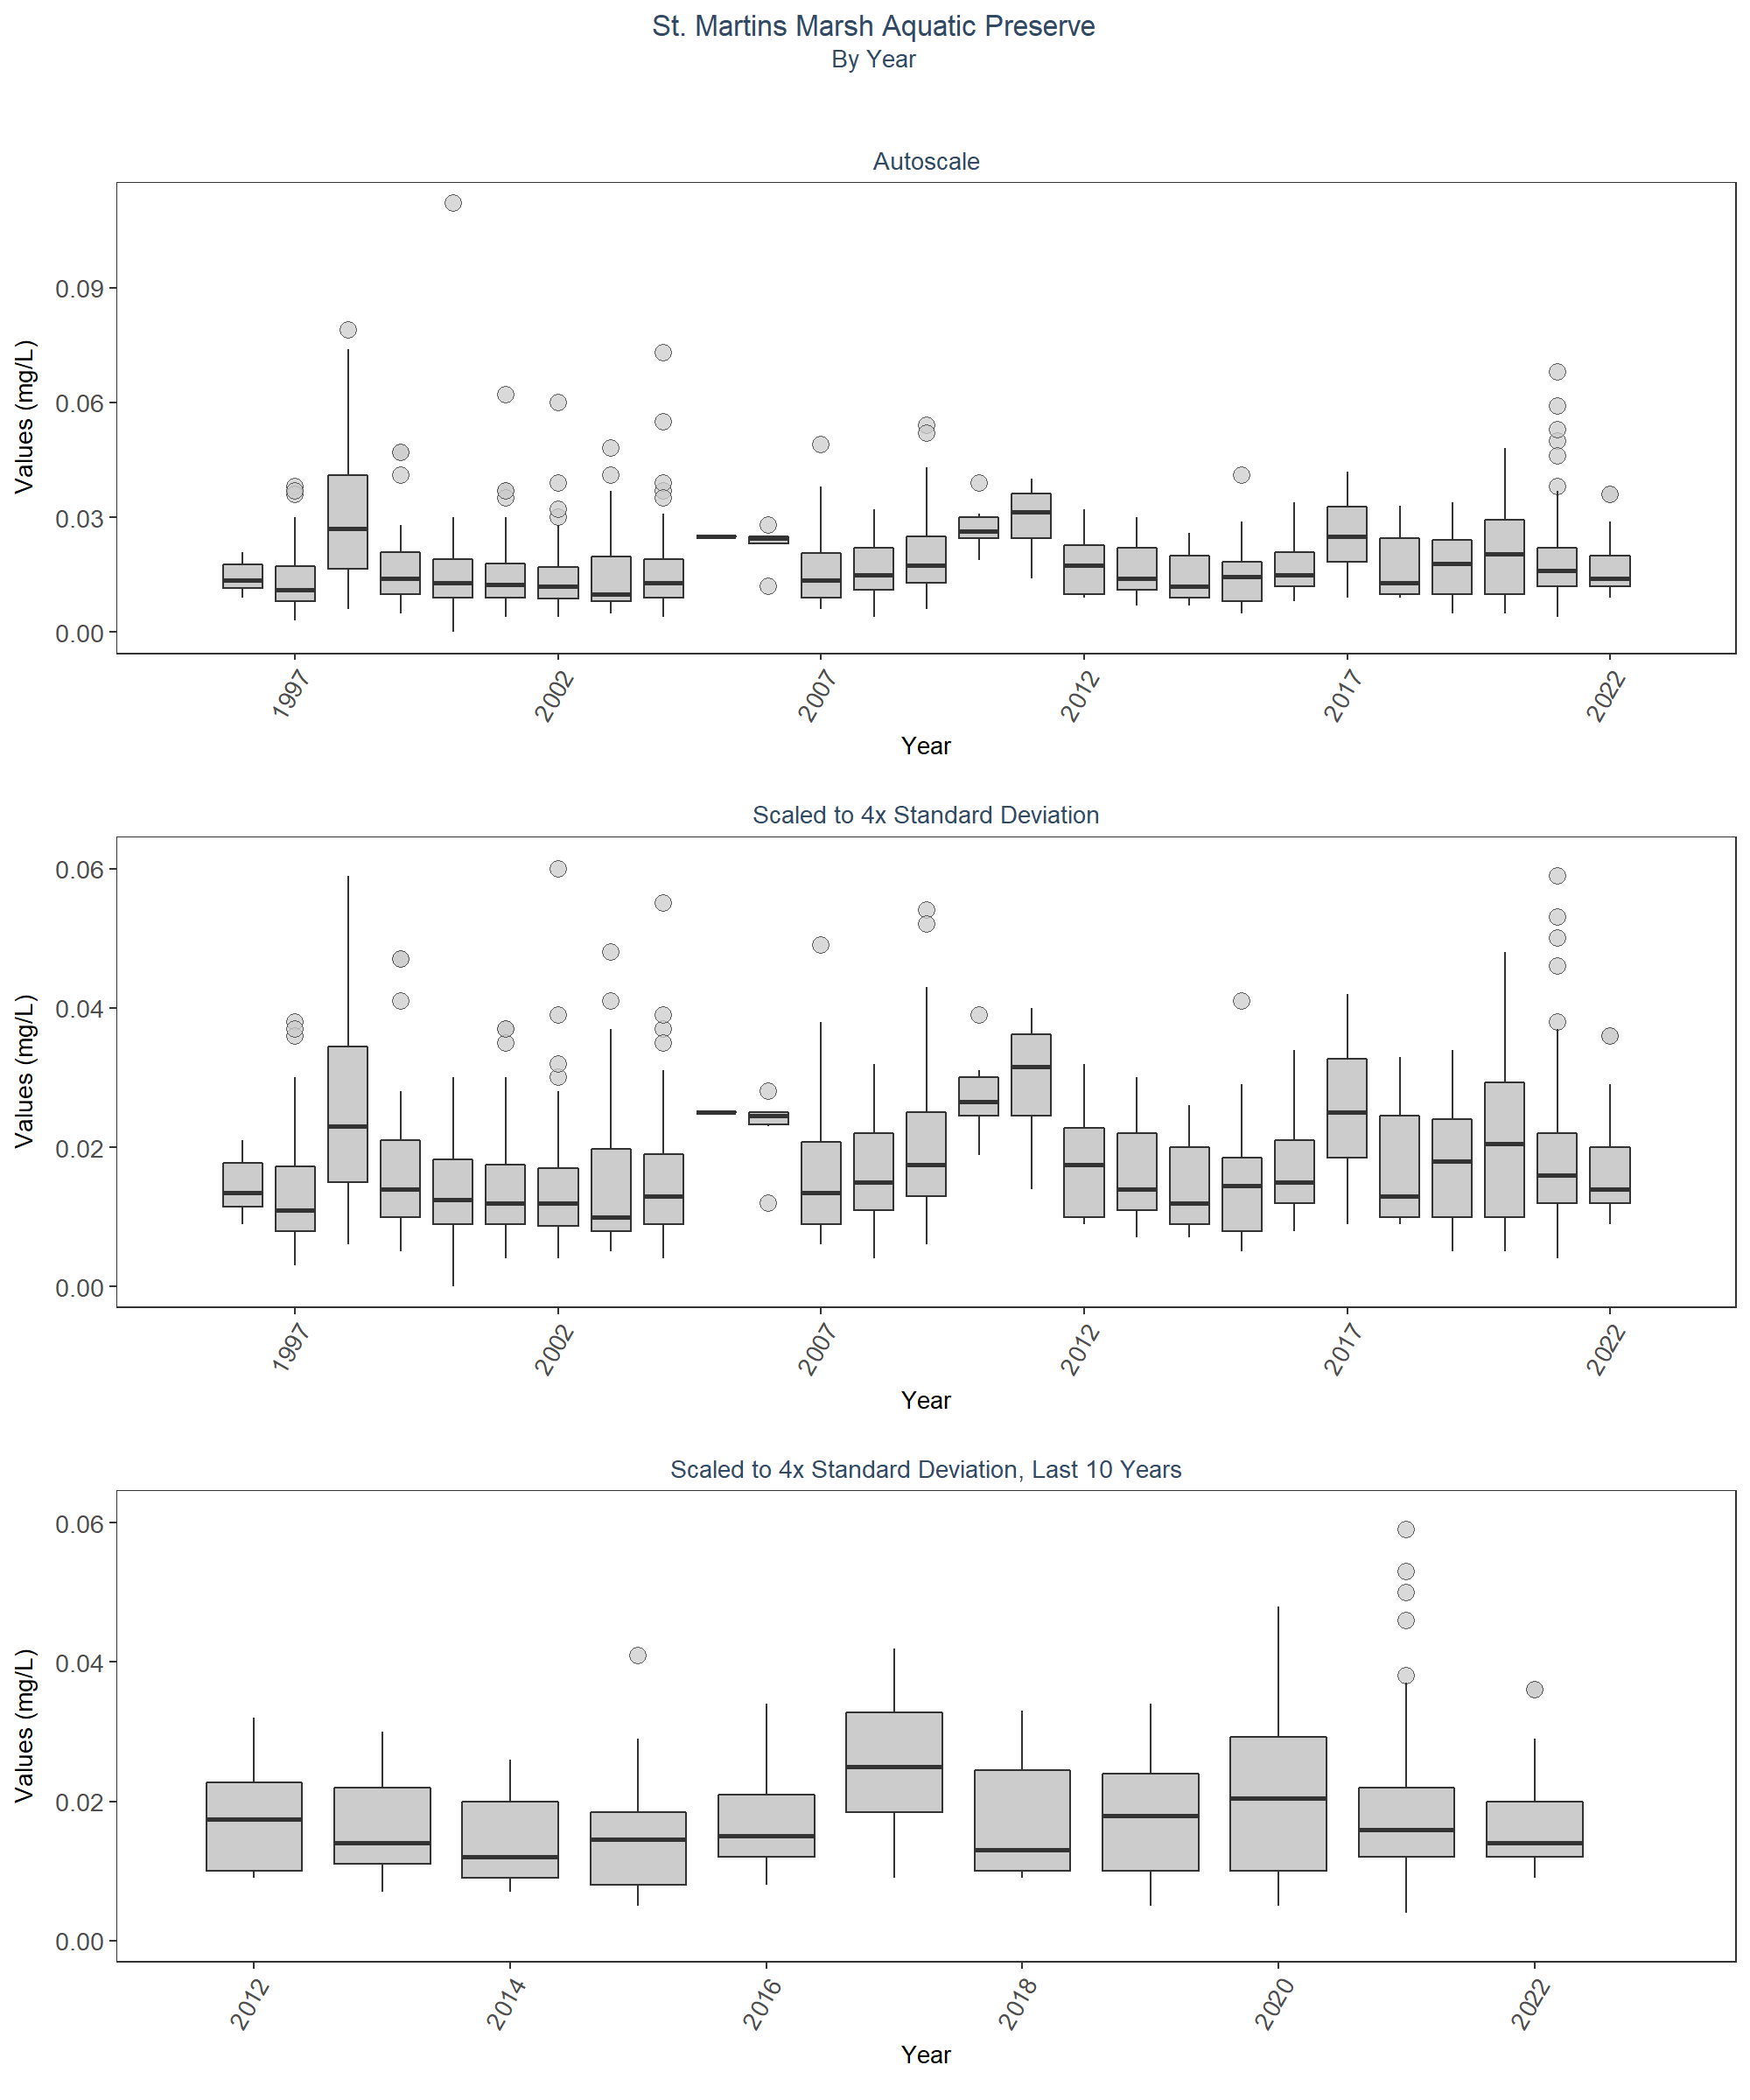 St. Martins Marsh Aquatic Preserve
By Year
Autoscale
Values (mg/L)
0.09
0.06
0.03
0.00
1997 2002 2007 2012 2017 2022
Year
Scaled to 4x Standard Deviation
Values (mg/L)
0.06
0.04
0.02
0.00
1997 2002 2007 2012 2017 2022
Year
Scaled to 4x Standard Deviation, Last 10 Years
Values (mg/L)
0.06
0.04
0.02
0.00
2012 2014 2016 2018 2020 2022
Year